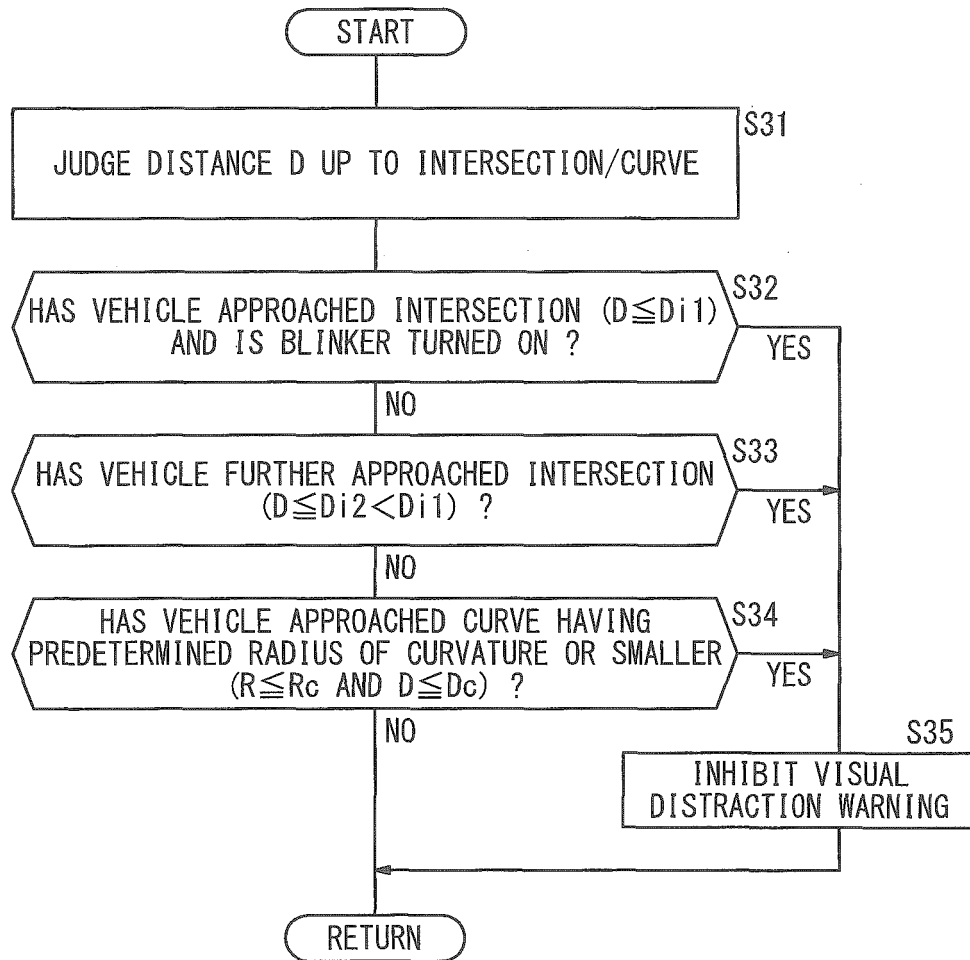 START
S31
JUDGE DISTANCE D UP TO INTERSECTION/CURVE
S32
HAS VEHICLE APPROACHED INTERSECTION (D≦Di1)
AND IS BLINKER TURNED ON ?
YES
NO
S33
HAS VEHICLE FURTHER APPROACHED INTERSECTION
(D≦Di2<Di1) ?
YES
NO
S34
HAS VEHICLE APPROACHED CURVE HAVING
PREDETERMINED RADIUS OF CURVATURE OR SMALLER
(R≦Rc AND D≦Dc) ?
YES
NO
S35
INHIBIT VISUAL
DISTRACTION WARNING
RETURN